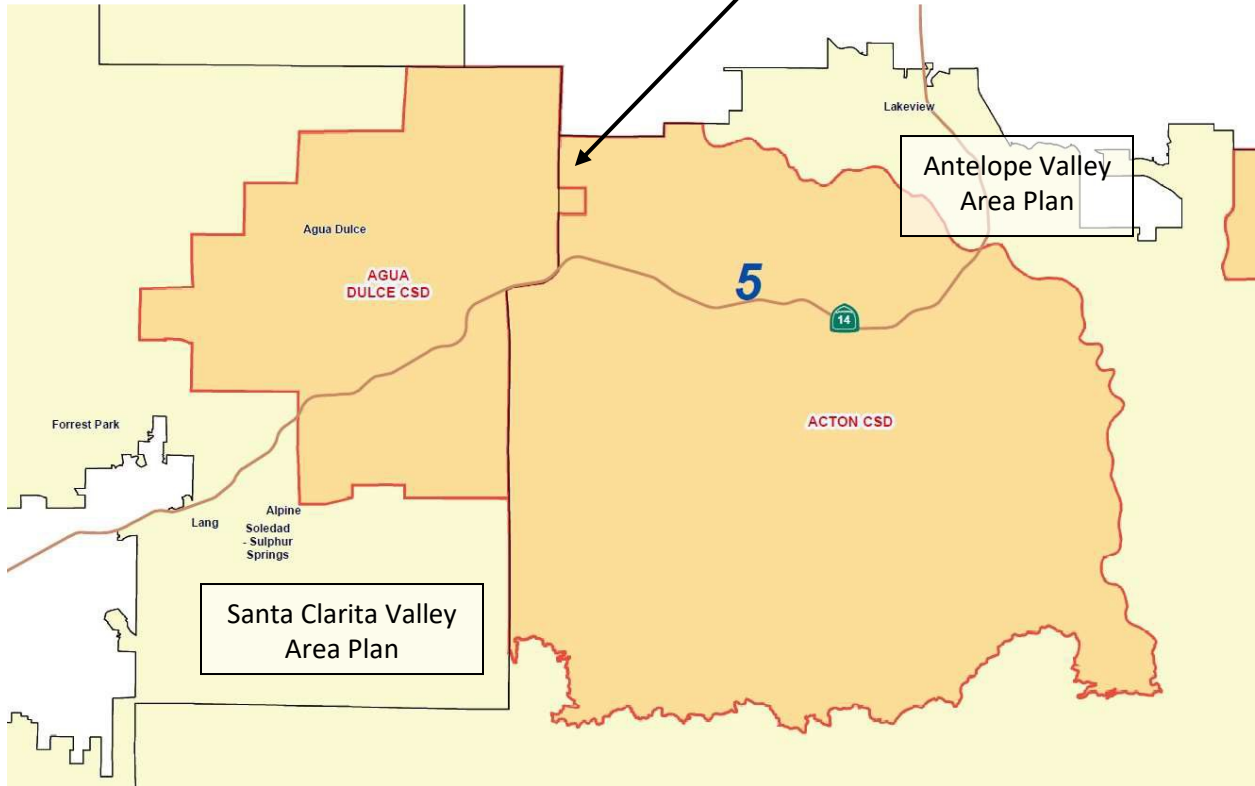 Lakeview
Antelope Valley
Area Plan
Agua Dulce
AGUA
DULCE CSD
5
14
ACTON CSD
Forrest Park
Lang
Alpine
Soledad
- Sulphur
Springs
Santa Clarita Valley
Area Plan